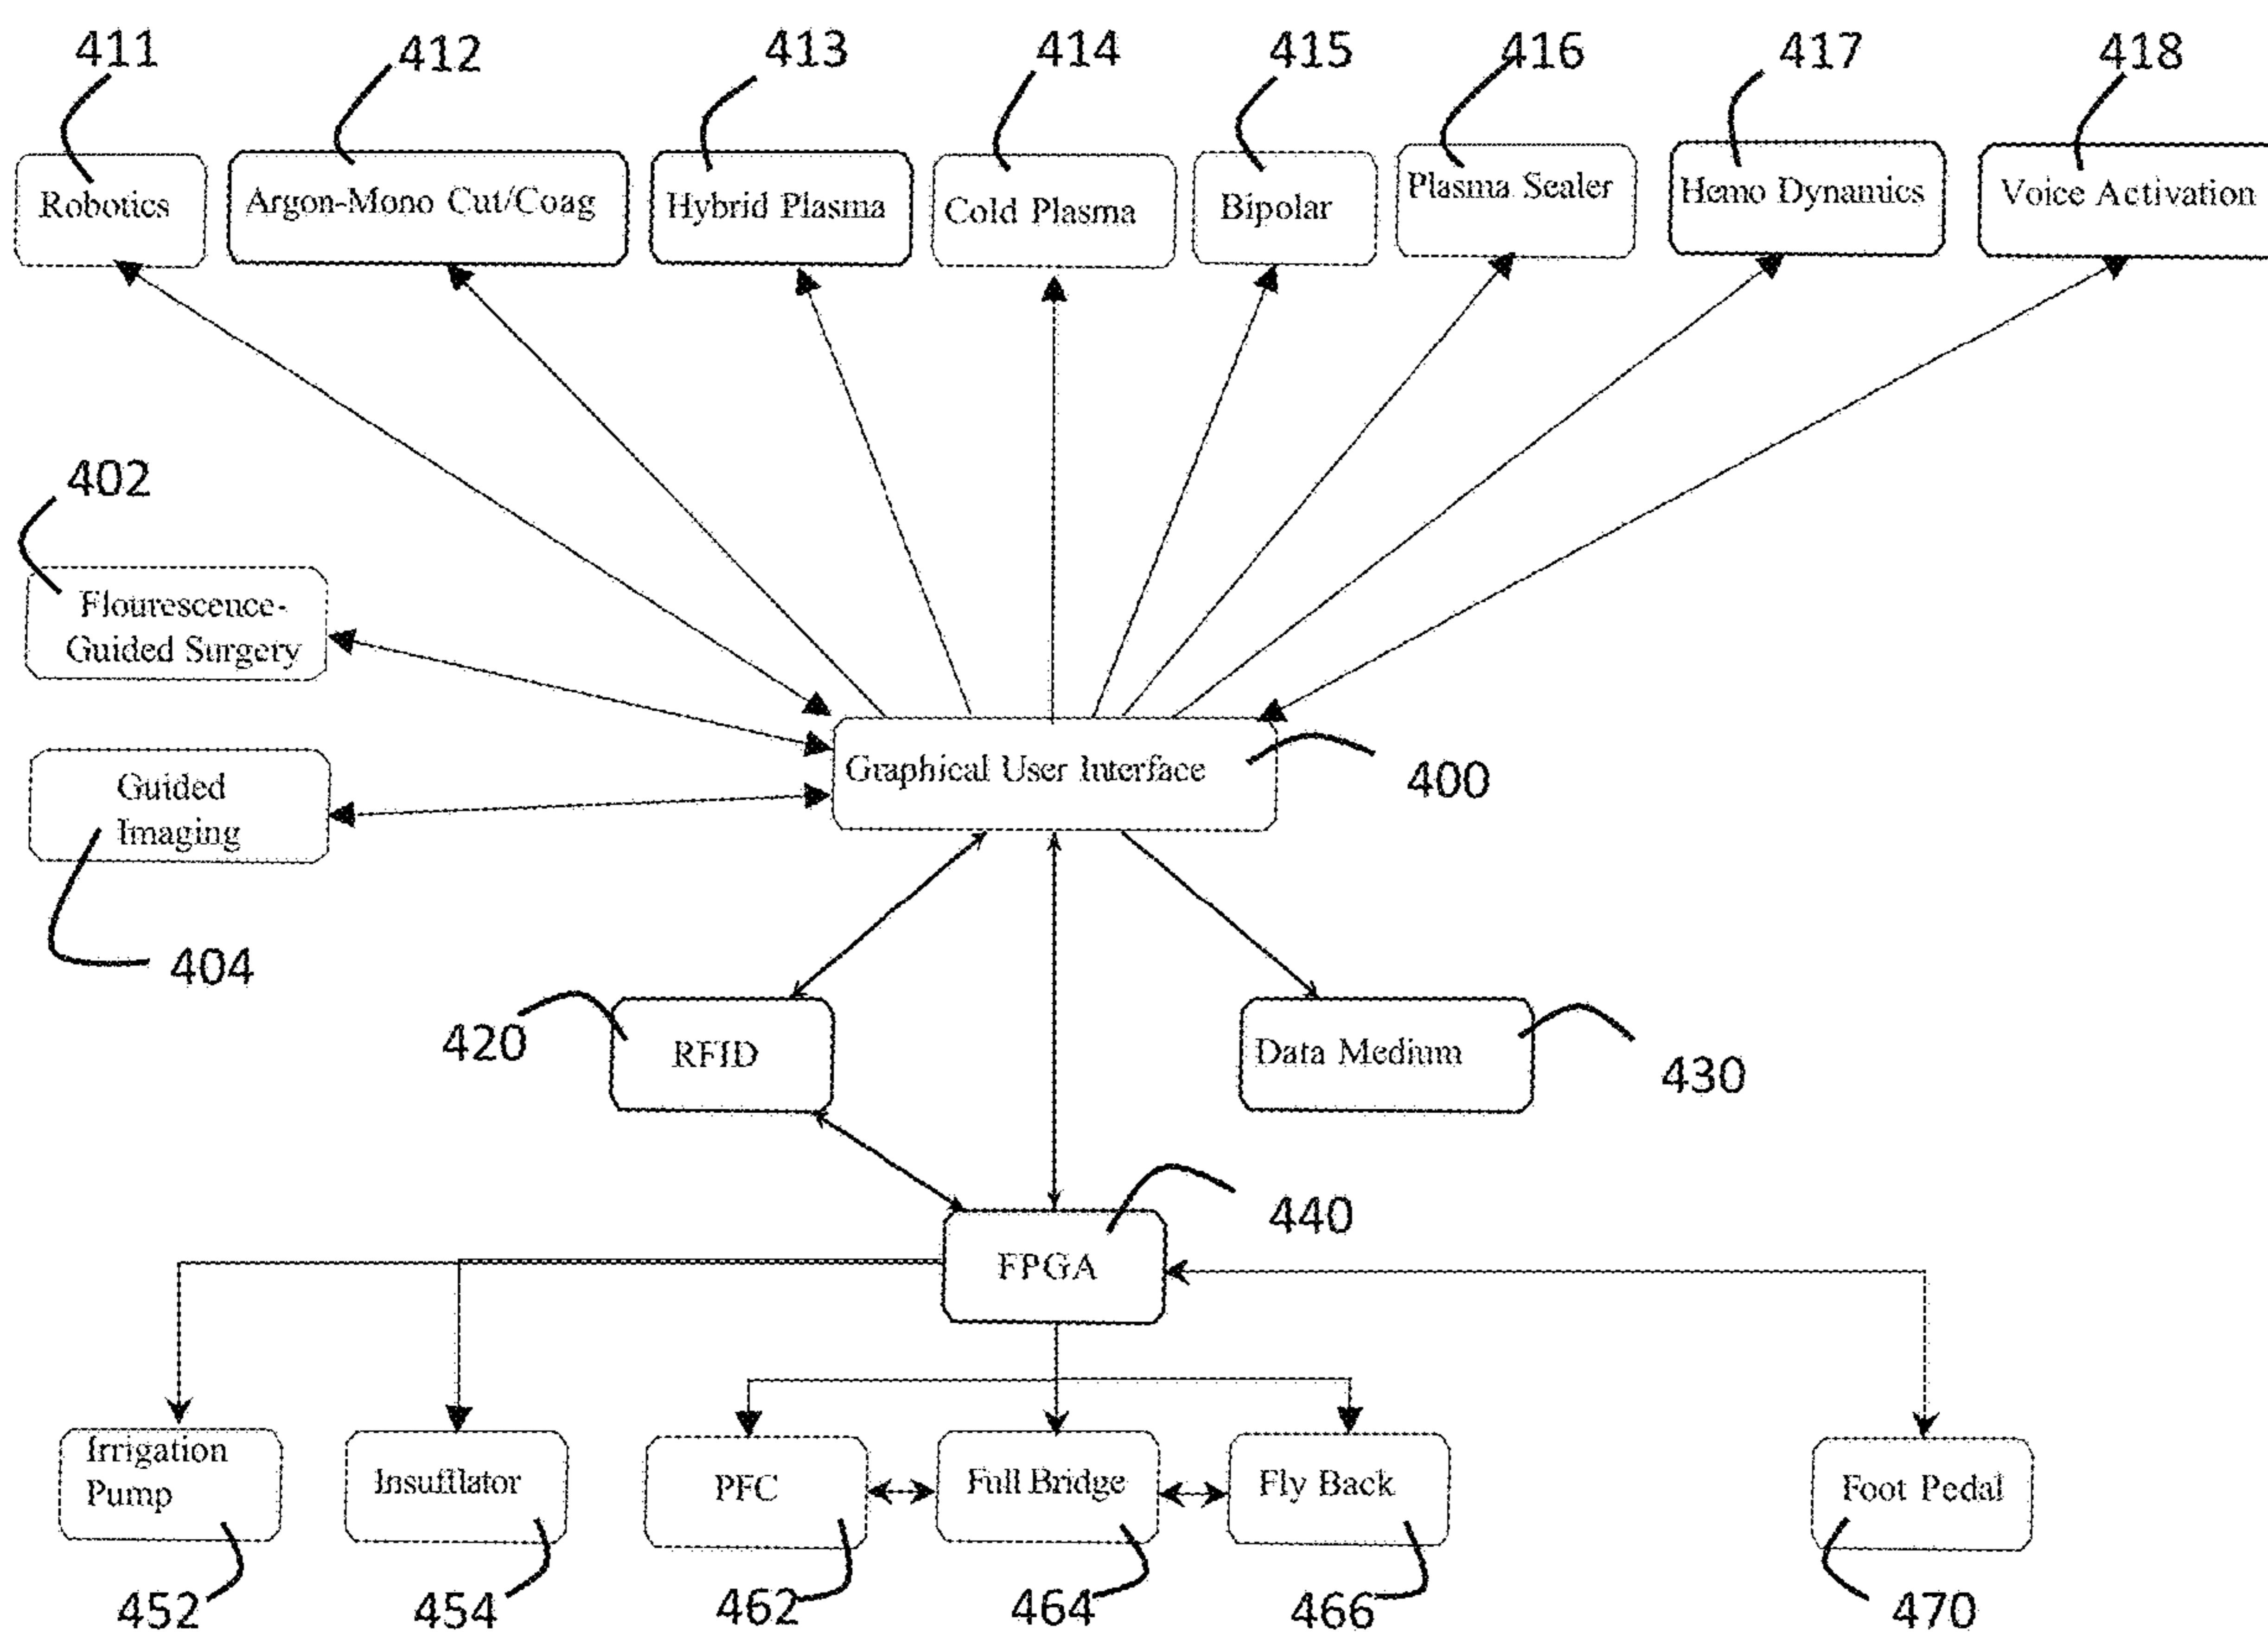 411
412
413
414
415
416
417
418
Robotics
Argon-Mono Cut/Coag
Hybrid Plasma
Cold Plasma
Bipolar
Plasma Sealer
Hemo Dynamics
Voice Activation
402
Flourescence-
Guided Surgery
Graphical User Interface
400
Guided
Imaging
404
420
RFID
Data Medium
430
440
FPGA
Irrigation
Pump
Insufflator
PFC
Full Bridge
Fly Back
Foot Pedal
452
454
462
464
466
470